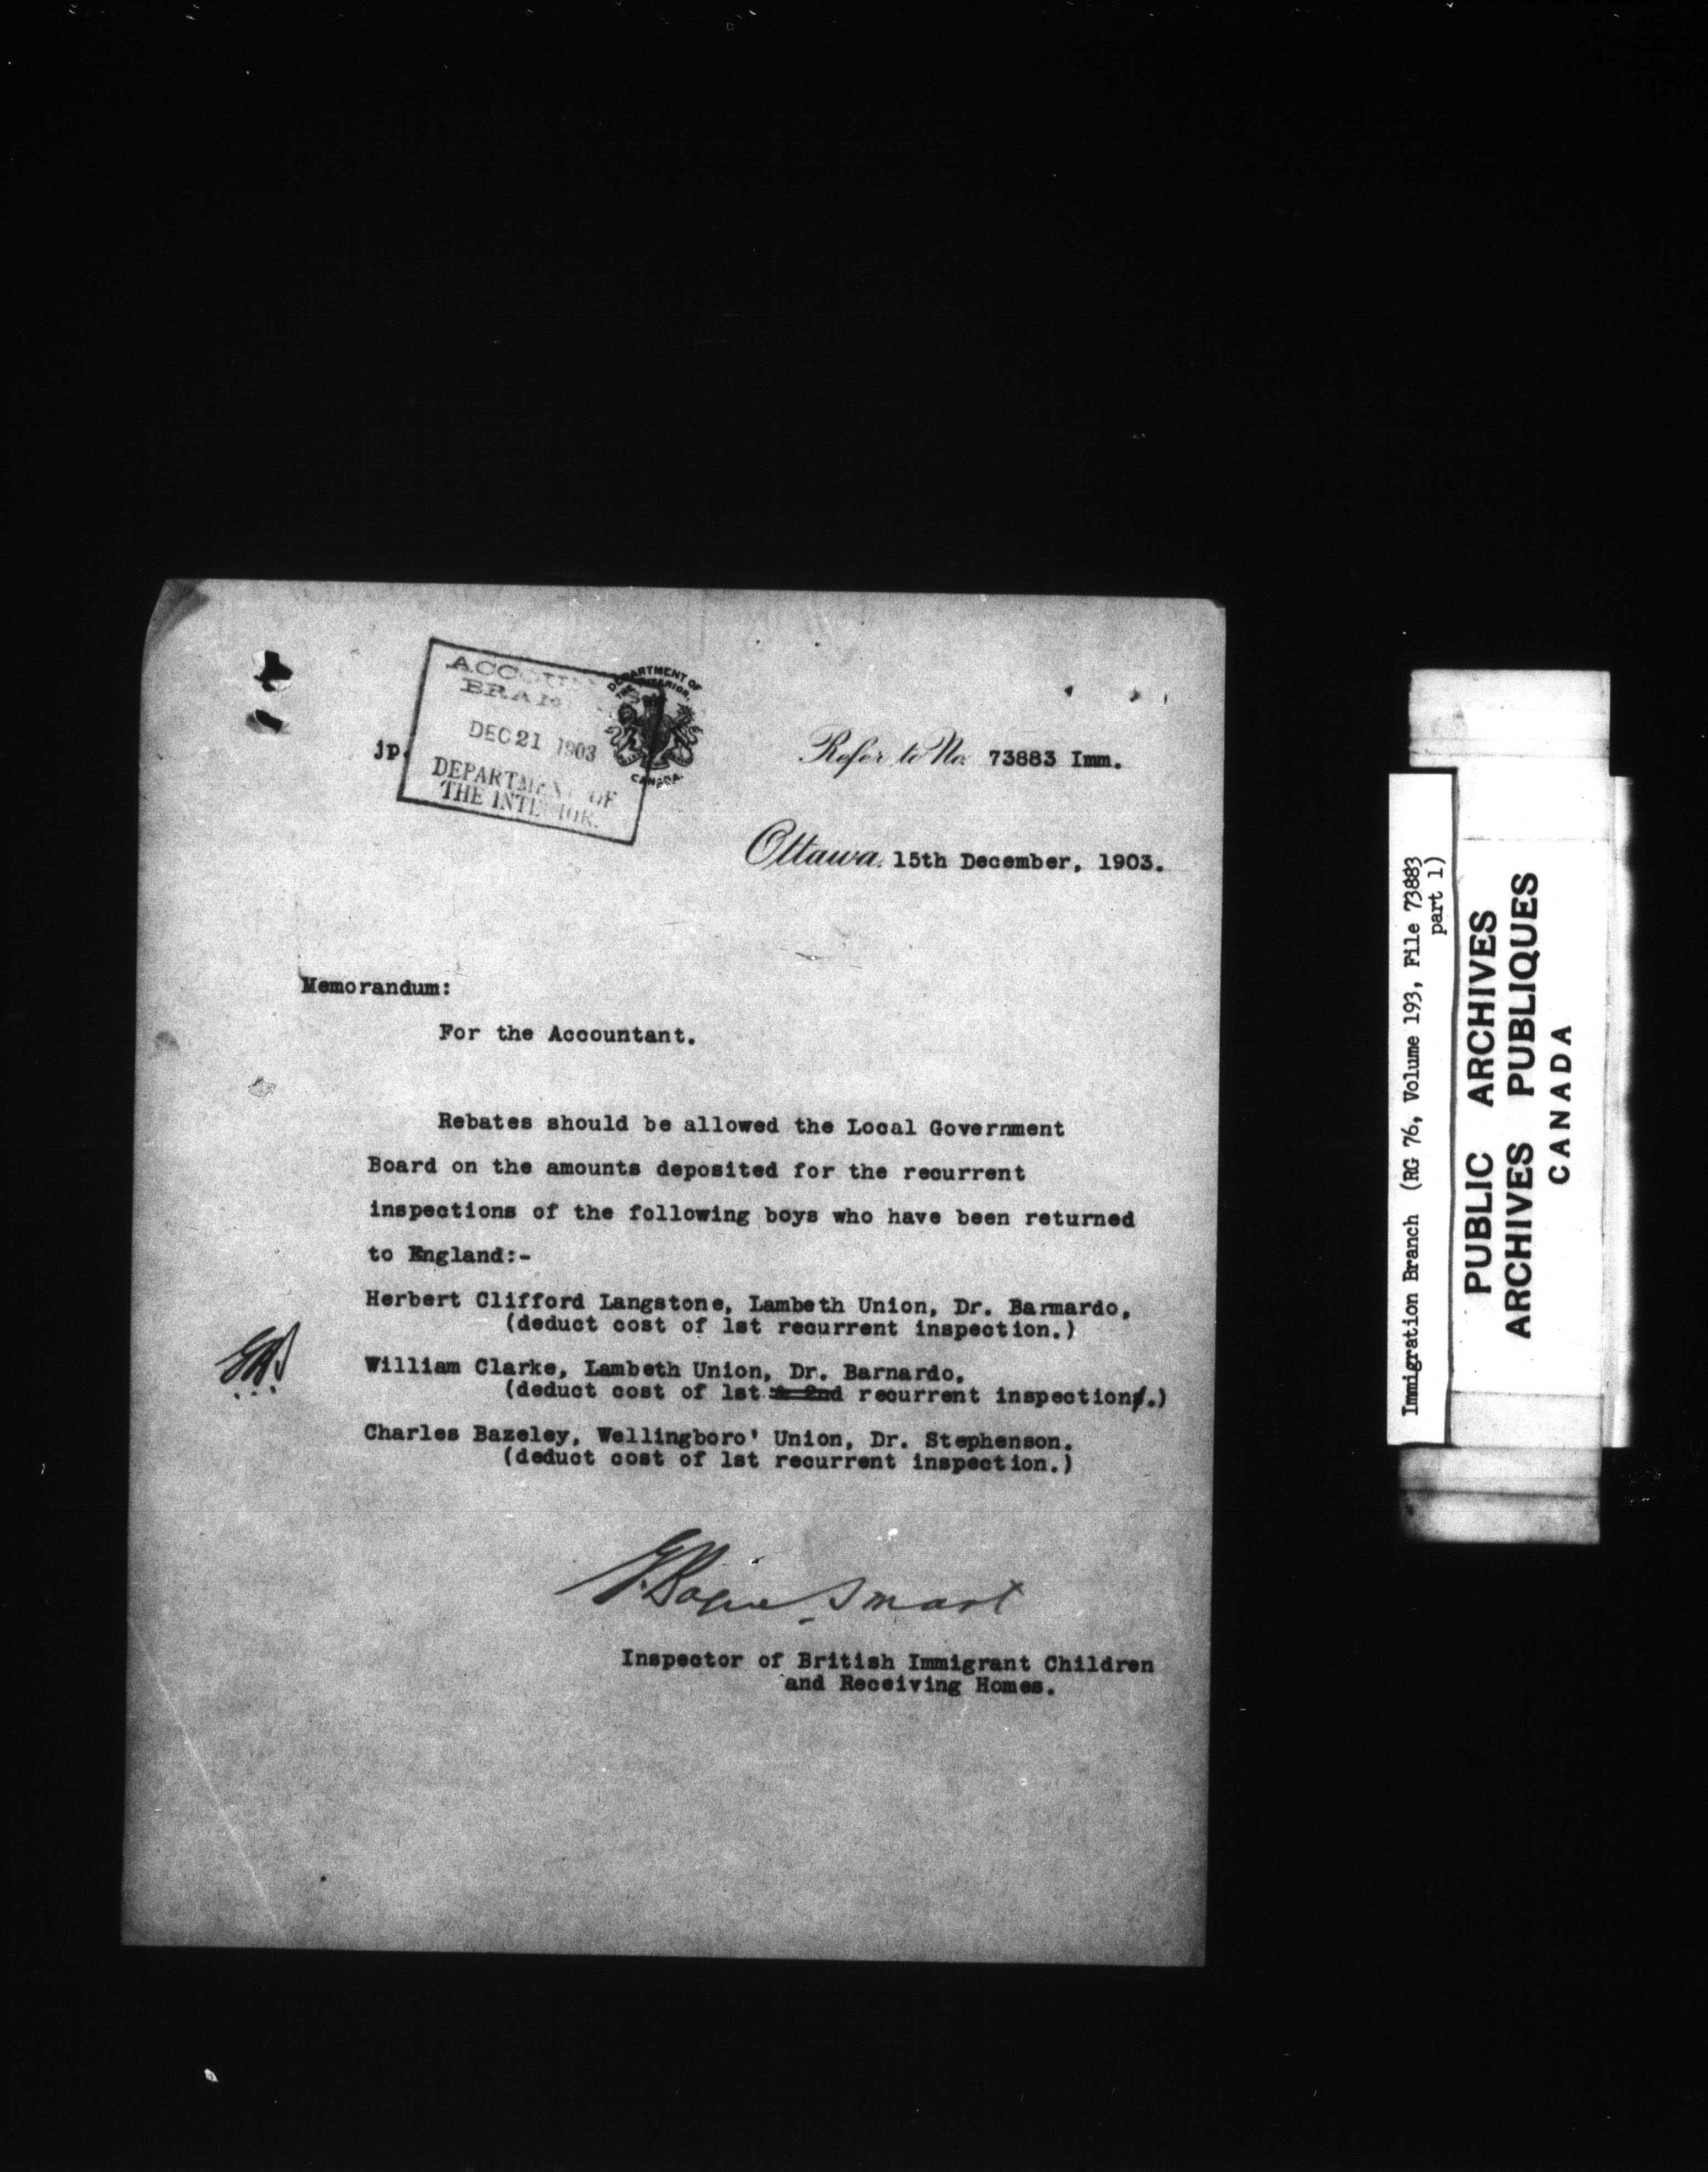 ACCOU
BRAN
DEC 21 1903
DEPARTMENT OF
THE INTERIOR.
DEPARTMENT OF
THE INTERIOR.
CANADA.
jp.
Refer to No. 73883 Imm.
Ottawa. 15th December, 1903.
Memorandum:
For the Accountant.
Rebates should be allowed the Local Government
Board on the amounts deposited for the recurrent
inspections of the following boys who have been returned
to England:-
Herbert Clifford Langstone, Lambeth Union, Dr. Barnardo,
(deduct cost of 1st recurrent inspection.)
William Clarke, Lambeth Union, Dr. Barnardo.
(deduct cost of 1st & 2nd recurrent inspections.)
Charles Bazeley, Wellingboro' Union, Dr. Stephenson.
(deduct cost of 1st recurrent inspection.)
G. Bogue Smart
Inspector of British Immigrant Children
and Receiving Homes.
Immigration Branch (RG 76, Volume 193, File 73883
part 1)
PUBLIC ARCHIVES
ARCHIVES PUBLIQUES
CANADA